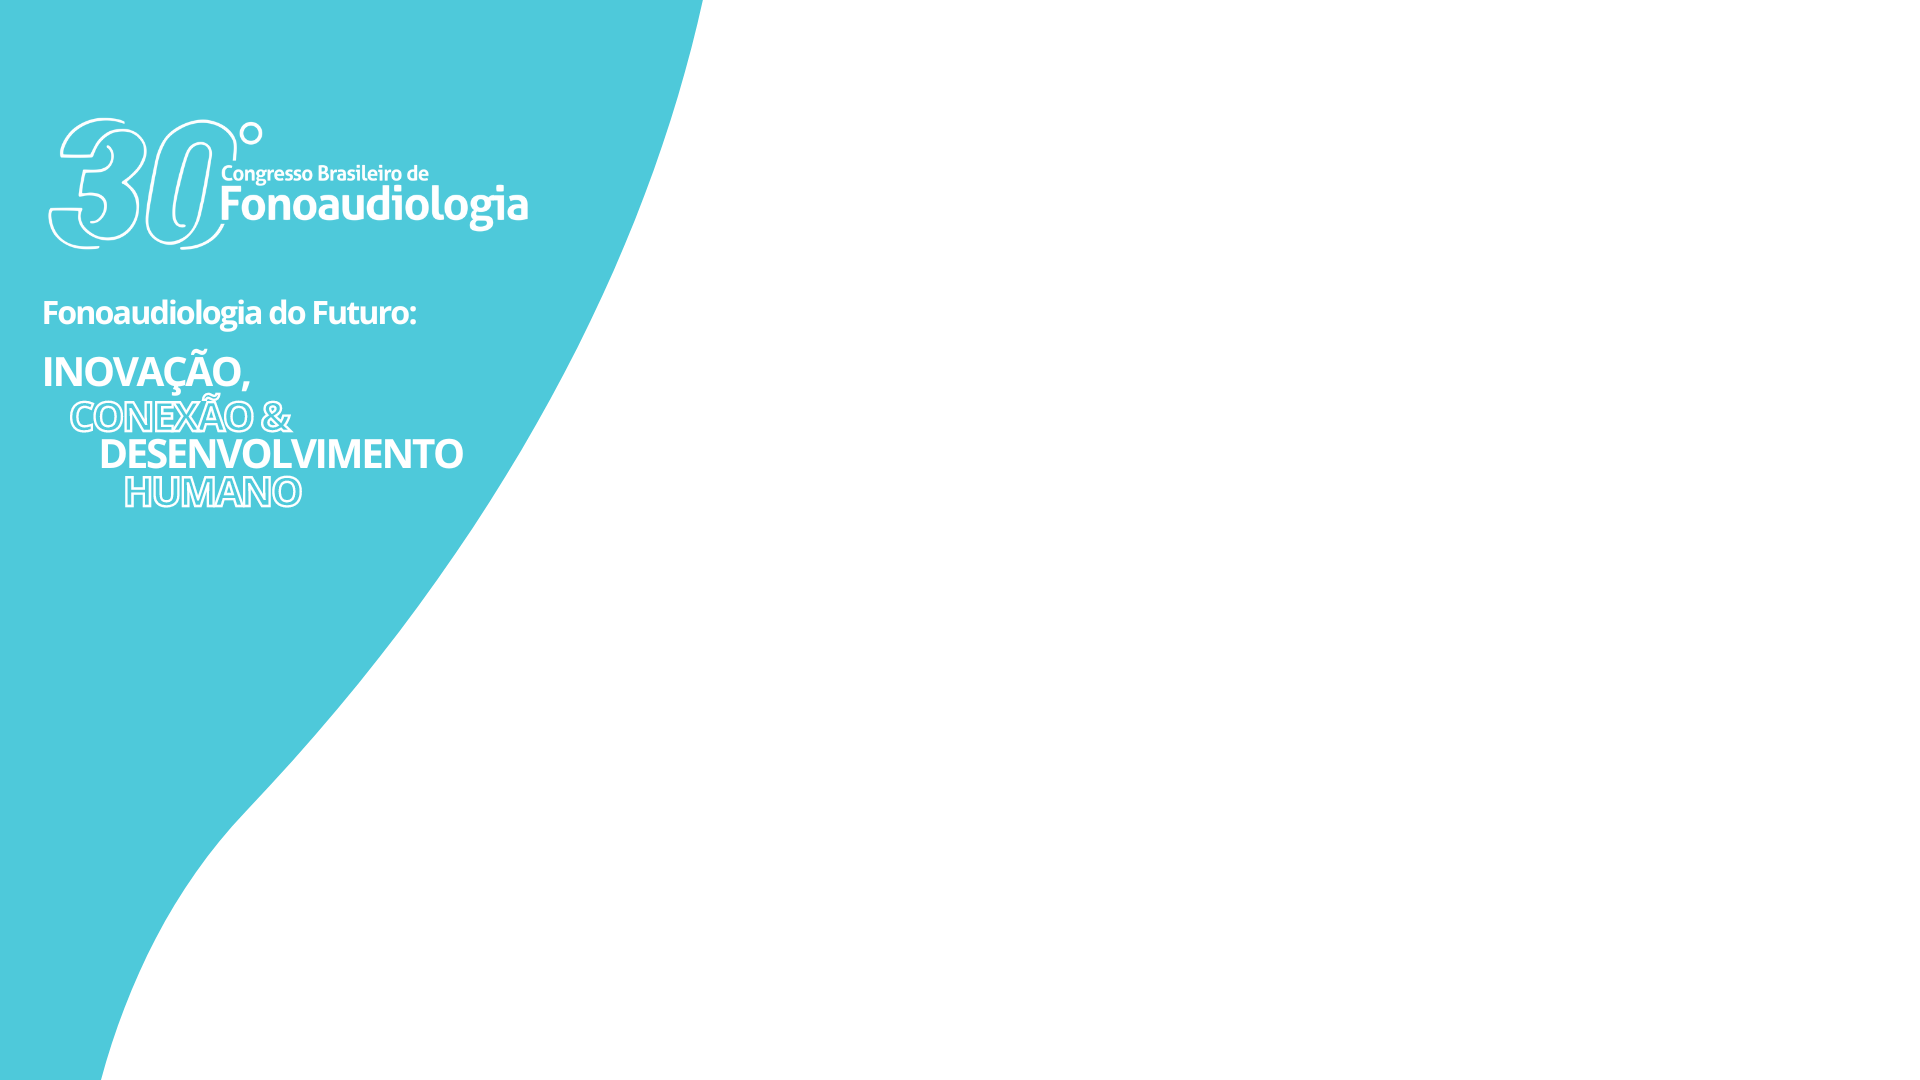 30°
Congresso Brasileiro de
Fonoaudiologia
Fonoaudiologia do Futuro:
INOVAÇÃO,
CONEXÃO &
DESENVOLVIMENTO
HUMANO